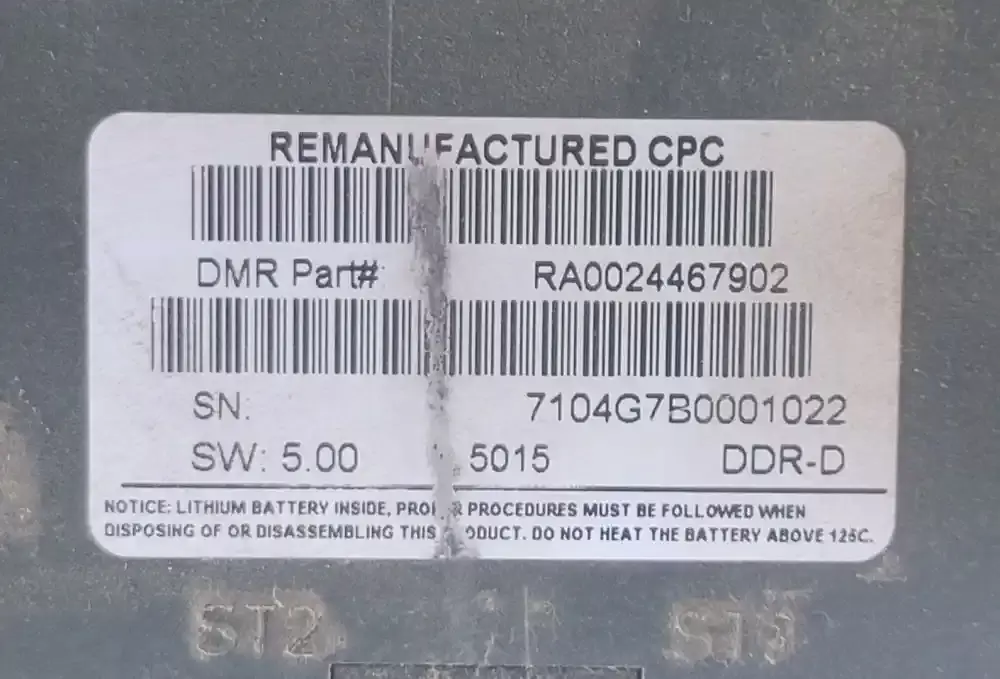 REMANUFACTURED CPC
DMR Part# RA0024467902
SN: 7104G7B0001022
SW: 5.00 5015 DDR-D
NOTICE: LITHIUM BATTERY INSIDE, PROPER PROCEDURES MUST BE FOLLOWED WHEN
DISPOSING OF OR DISASSEMBLING THIS PRODUCT. DO NOT HEAT THE BATTERY ABOVE 125C.
ST2 ST3